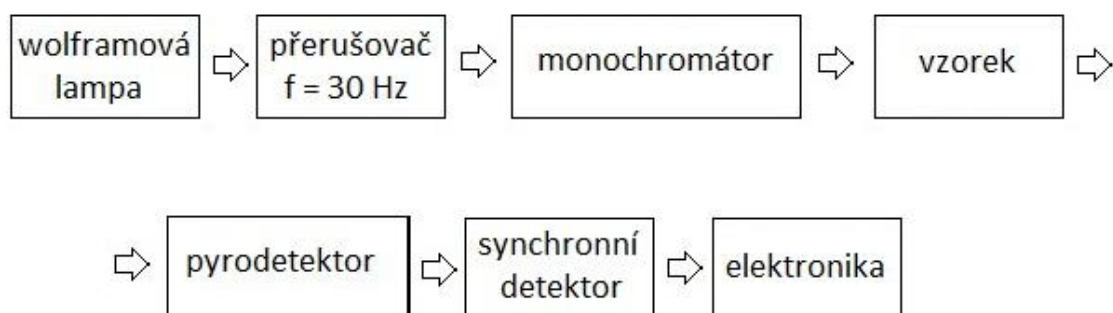 wolframová
lampa
přerušovač
f = 30 Hz
monochromátor
vzorek
pyrodetektor
synchronní
detektor
elektronika